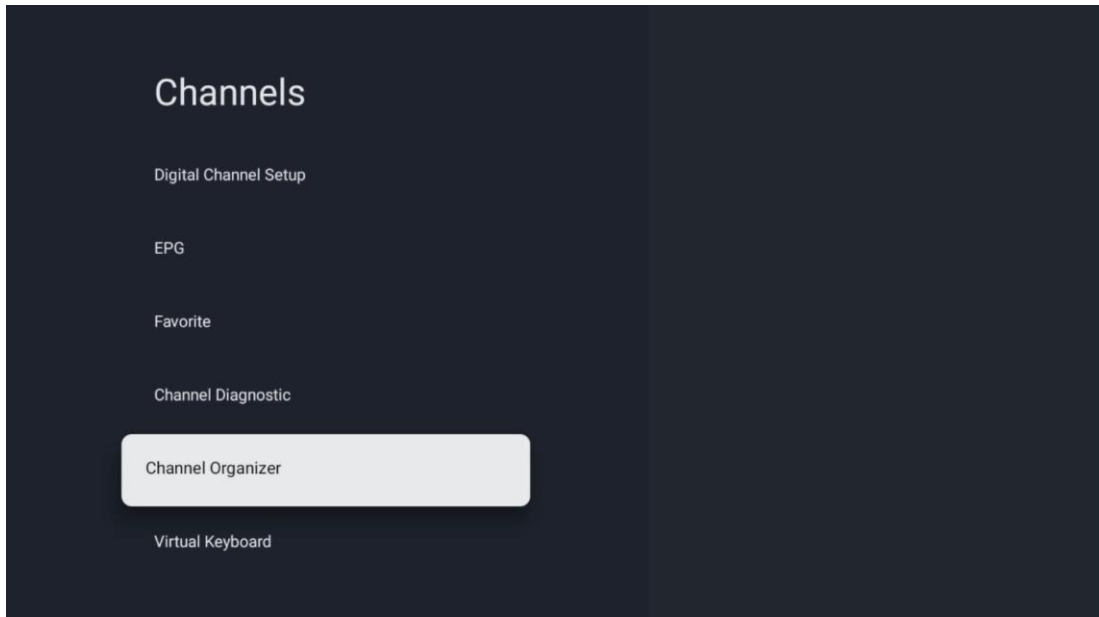 Channels
Digital Channel Setup
EPG
Favorite
Channel Diagnostic
Channel Organizer
Virtual Keyboard